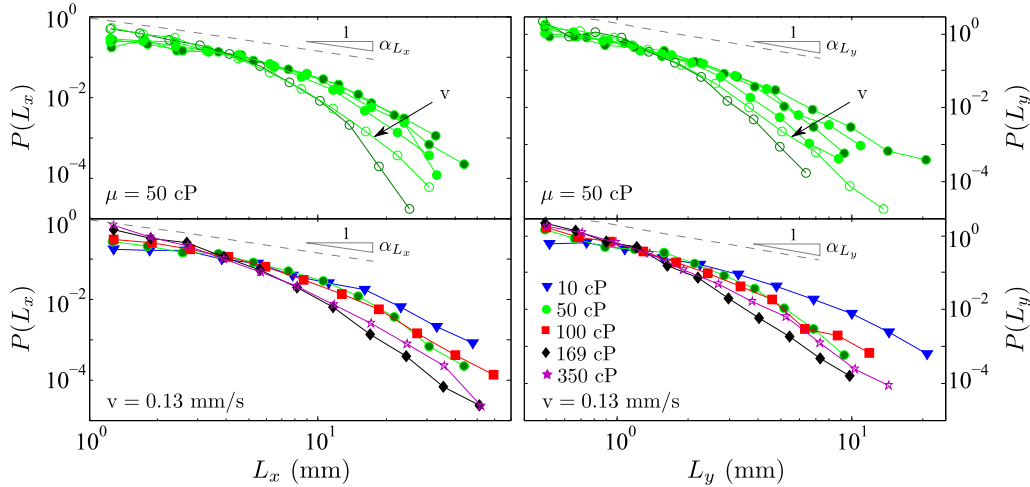 10^0
10^-2
10^-4
P(L_x)
1
α_{L_x}
v
μ = 50 cP
10^0
10^-2
10^-4
P(L_y)
1
α_{L_y}
v
μ = 50 cP
10^0
10^-2
10^-4
P(L_x)
1
α_{L_x}
v = 0.13 mm/s
10^0
10^1
L_x (mm)
10^0
10^-2
10^-4
P(L_y)
1
α_{L_y}
10 cP
50 cP
100 cP
169 cP
350 cP
v = 0.13 mm/s
10^0
10^1
L_y (mm)